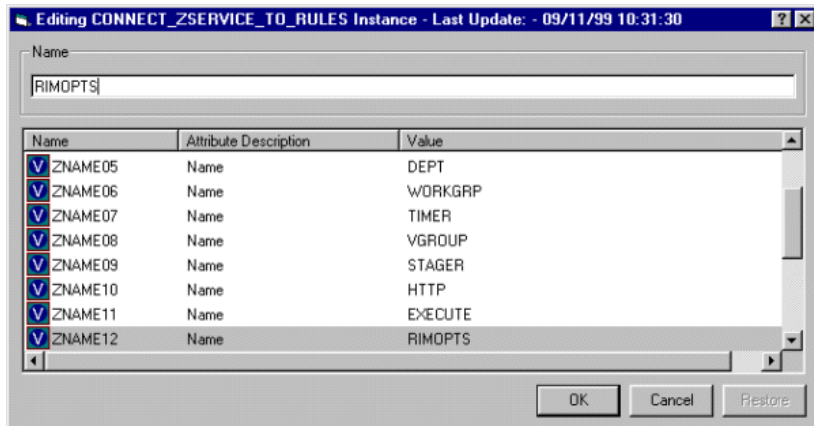 Editing CONNECT_ZSERVICE_TO_RULES Instance - Last Update: - 09/11/99 10:31:30
Name
RIMOPTS
Name Attribute Description Value
V ZNAME05 Name DEPT
V ZNAME06 Name WORKGRP
V ZNAME07 Name TIMER
V ZNAME08 Name VGROUP
V ZNAME09 Name STAGER
V ZNAME10 Name HTTP
V ZNAME11 Name EXECUTE
V ZNAME12 Name RIMOPTS
OK Cancel Restore